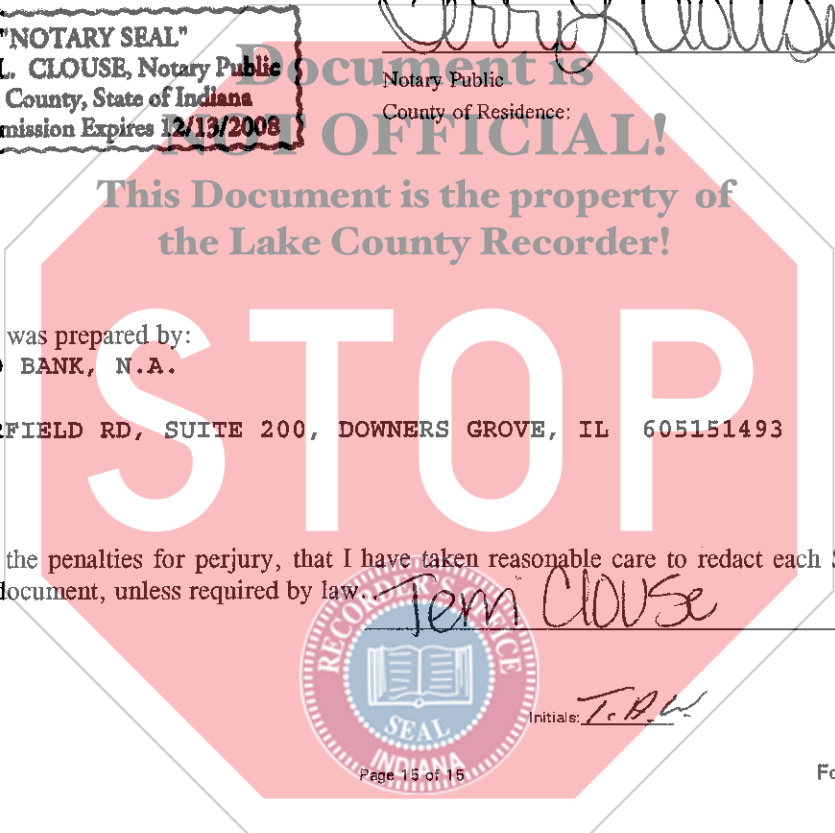 "NOTARY SEAL"
L. CLOUSE, Notary Public
County, State of Indiana
mission Expires 12/13/2008
Notary Public
County of Residence:
Document is
NOT OFFICIAL!
This Document is the property of
the Lake County Recorder!
STOP
was prepared by:
BANK, N.A.
RFIELD RD, SUITE 200, DOWNERS GROVE, IL 605151493
the penalties for perjury, that I have taken reasonable care to redact each S
document, unless required by law.
Terri Clouse
RECORDER'S OFFICE
SEAL
INDIANA
Initials: T.A.W.
Page 15 of 15
Fo